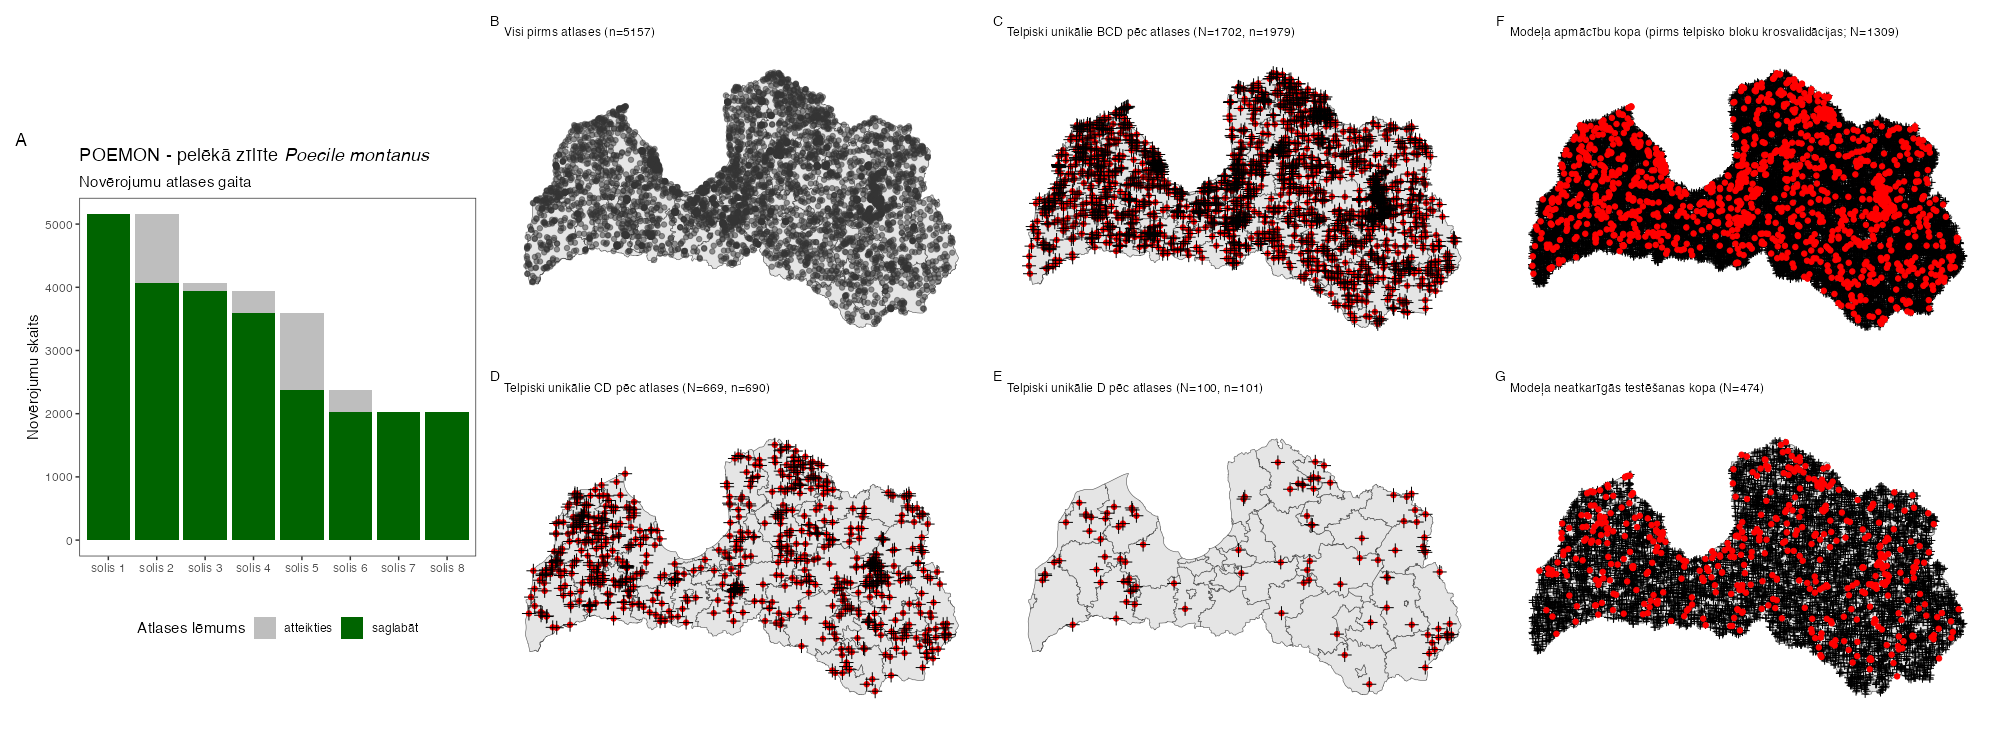 A
POEMON - pelēkā zīlīte Poecile montanus
Novērojumu atlases gaita
Novērojumu skaits
5000
4000
3000
2000
1000
0
solis 1 solis 2 solis 3 solis 4 solis 5 solis 6 solis 7 solis 8
Atlases lēmums atteikties saglabāt
B
Visi pirms atlases (n=5157)
C
Telpiski unikālie BCD pēc atlases (N=1702, n=1979)
F
Modeļa apmācību kopa (pirms telpisko bloku krosvalidācijas; N=1309)
D
Telpiski unikālie CD pēc atlases (N=669, n=690)
E
Telpiski unikālie D pēc atlases (N=100, n=101)
G
Modeļa neatkarīgās testēšanas kopa (N=474)